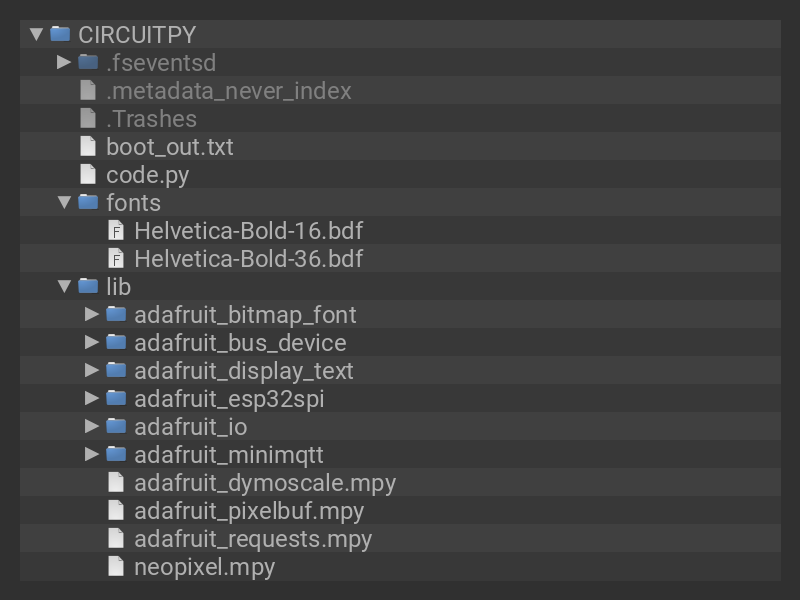 CIRCUITPY
.fseventsd
.metadata_never_index
.Trashes
boot_out.txt
code.py
fonts
Helvetica-Bold-16.bdf
Helvetica-Bold-36.bdf
lib
adafruit_bitmap_font
adafruit_bus_device
adafruit_display_text
adafruit_esp32spi
adafruit_io
adafruit_minimqtt
adafruit_dymoscale.mpy
adafruit_pixelbuf.mpy
adafruit_requests.mpy
neopixel.mpy